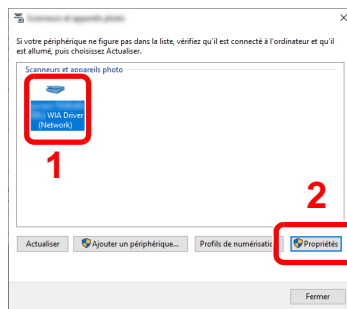 Si votre périphérique ne figure pas dans la liste, vérifiez qu'il est connecté à l'ordinateur et qu'il
est allumé, puis choisissez Actualiser.
Scanneurs et appareils photo
WIA Driver
(Network)
1
2
Actualiser
Ajouter un périphérique...
Profils de numérisatio
Propriétés
Fermer